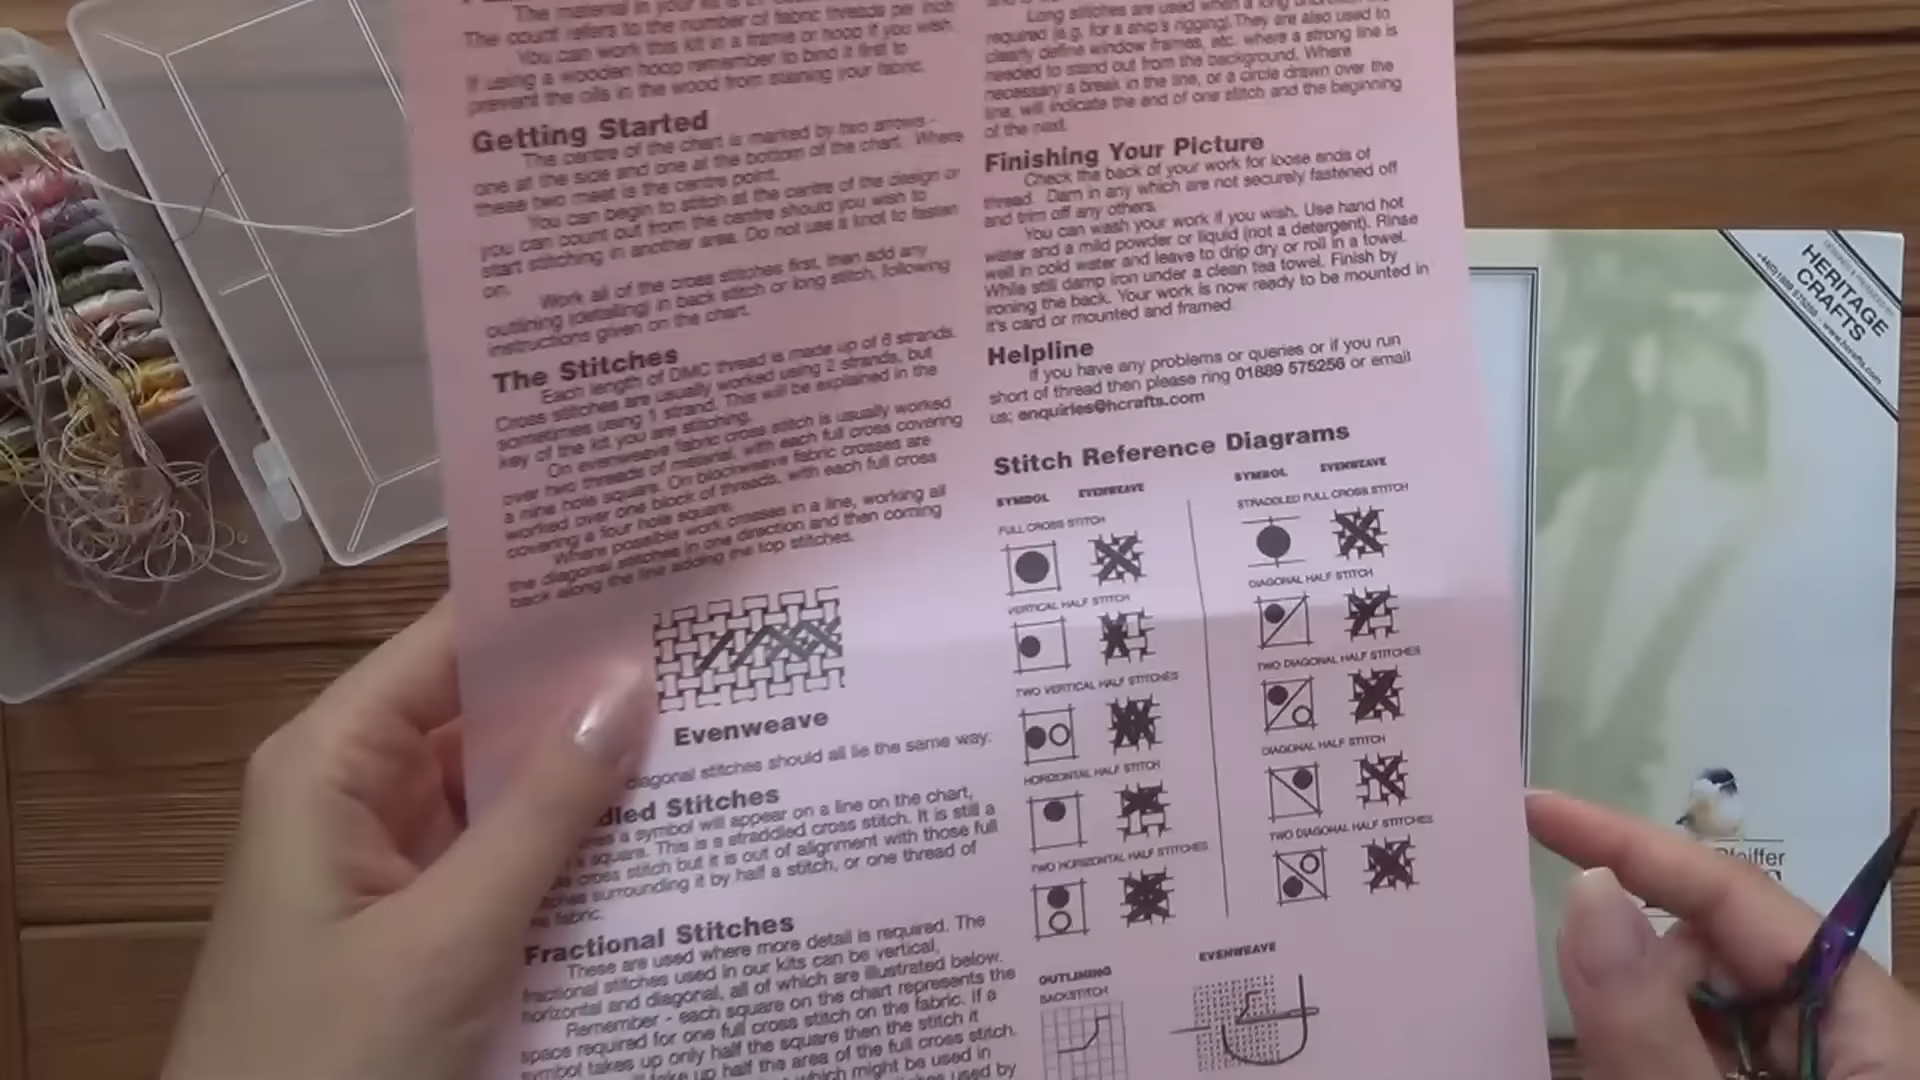 The material in your kit is
The count refers to the number of fabric threads per inch
You can work this kit in a frame or hoop if you wish.
If using a wooden hoop remember to bind it first to
prevent the oils in the wood from staining your fabric.
Getting Started
The centre of the chart is marked by two arrows -
one at the side and one at the bottom of the chart. Where
these two meet is the centre point.
You can begin to stitch at the centre of the design or
you can count out from the centre should you wish to
start stitching in another area. Do not use a knot to fasten
on.
Work all of the cross stitches first, then add any
outlining (detailing) in back stitch or long stitch, following
instructions given on the chart.
The Stitches
Each length of DMC thread is made up of 6 strands.
Cross stitches are usually worked using 2 strands, but
sometimes using 1 strand. This will be explained in the
key of the kit you are stitching.
On evenweave fabric cross stitch is usually worked
over two threads of material, with each full cross covering
a nine hole square. On blockweave fabric crosses are
worked over one block of threads, with each full cross
covering a four hole square.
Where possible work crosses in a line, working all
the diagonal stitches in one direction and then coming
back along the line adding the top stitches.
Evenweave
diagonal stitches should all lie the same way.
dled Stitches
a symbol will appear on a line on the chart,
a square. This is a straddled cross stitch. It is still a
cross stitch but it is out of alignment with those full
surrounding it by half a stitch, or one thread of
fabric.
Fractional Stitches
These are used where more detail is required. The
fractional stitches used in our kits can be vertical,
horizontal and diagonal, all of which are illustrated below.
Remember - each square on the chart represents the
space required for one full cross stitch on the fabric. If a
symbol takes up only half the square then the stitch it
take up half the area of the full cross stitch.
which might be used in
used by
Long stitches are used when a long
required (e.g. for a ship's rigging). They are also used to
clearly define window frames, etc. where a strong line is
needed to stand out from the background. Where
necessary a break in the line, or a circle drawn over the
line, will indicate the end of one stitch and the beginning
of the next.
Finishing Your Picture
Check the back of your work for loose ends of
thread. Darn in any which are not securely fastened off
and trim off any others.
You can wash your work if you wish. Use hand hot
water and a mild powder or liquid (not a detergent). Rinse
well in cold water and leave to drip dry or roll in a towel.
While still damp iron under a clean tea towel. Finish by
ironing the back. Your work is now ready to be mounted in
it's card or mounted and framed.
Helpline
If you have any problems or queries or if you run
short of thread then please ring 01889 575256 or email
us; enquiries@hcrafts.com
Stitch Reference Diagrams
SYMBOL EVENWEAVE
FULL CROSS STITCH
VERTICAL HALF STITCH
TWO VERTICAL HALF STITCHES
HORIZONTAL HALF STITCH
TWO HORIZONTAL HALF STITCHES
SYMBOL EVENWEAVE
STRADDLED FULL CROSS STITCH
DIAGONAL HALF STITCH
TWO DIAGONAL HALF STITCHES
DIAGONAL HALF STITCH
TWO DIAGONAL HALF STITCHES
OUTLINING
BACKSTITCH
EVENWEAVE
HERITAGE
CRAFTS
+44(0)1889 575256 - www.hcrafts.com
Pfeiffer